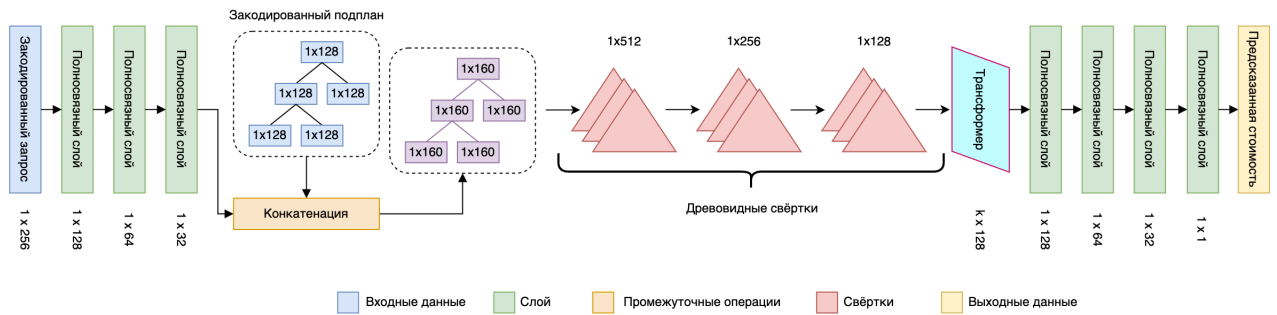 Закодированный подплан
Закодированный запрос
Полносвязный слой
Полносвязный слой
Полносвязный слой
1 x 256
1 x 128
1 x 64
1 x 32
1x128
1x128
1x128
1x128
1x128
Конкатенация
1x160
1x160
1x160
1x160
1x160
1x512
1x256
1x128
Древовидные свёртки
Трансформер
Полносвязный слой
Полносвязный слой
Полносвязный слой
Полносвязный слой
Предсказанная стоимость
k x 128
1 x 128
1 x 64
1 x 32
1 x 1
Входные данные
Слой
Промежуточные операции
Свёртки
Выходные данные